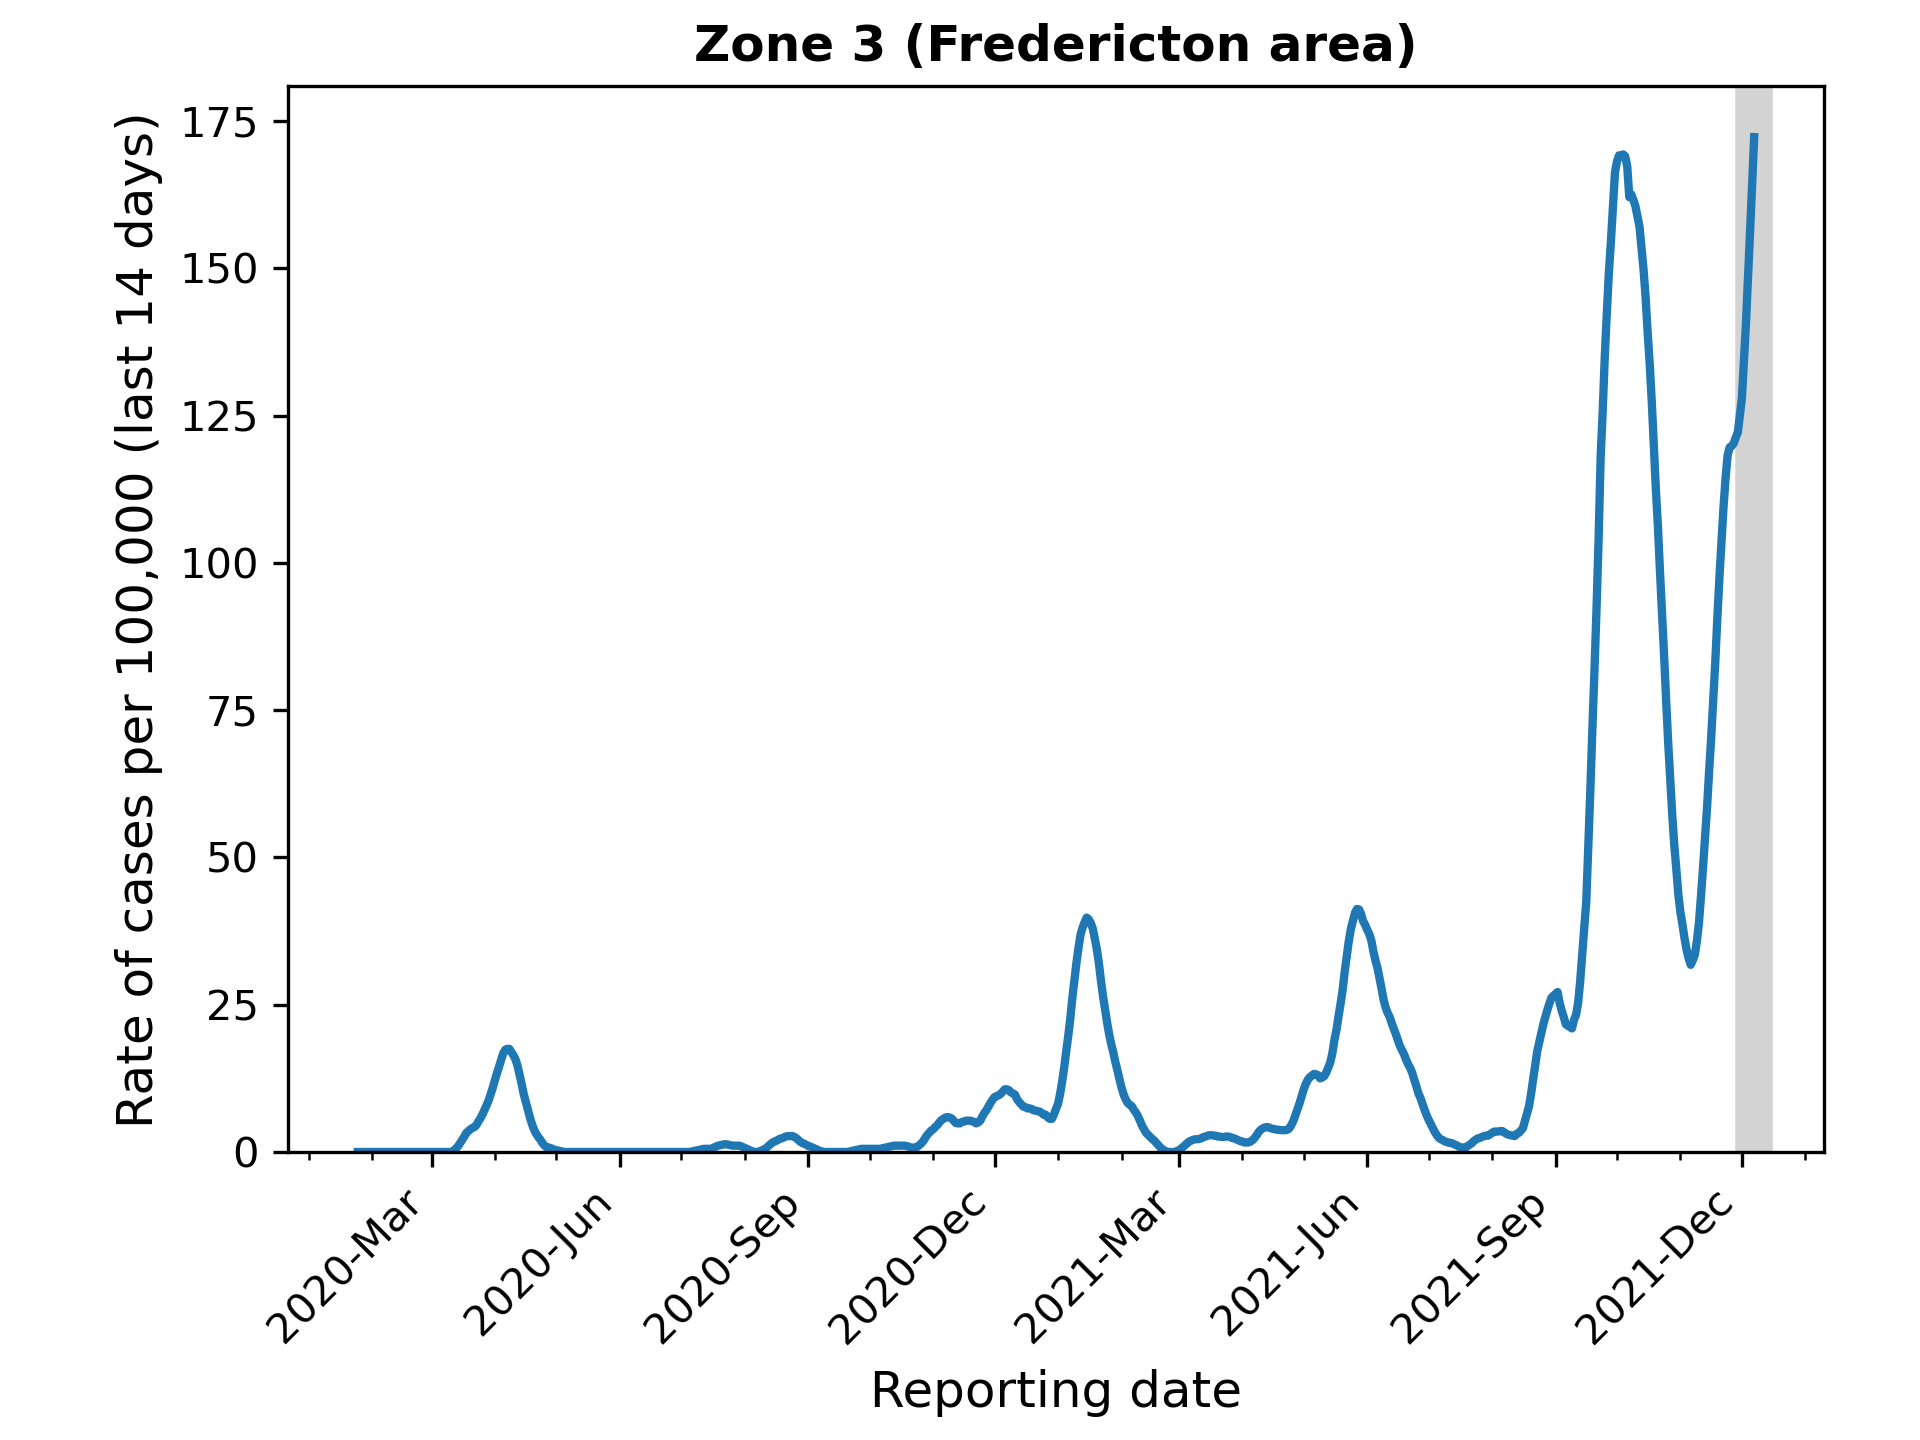 Zone 3 (Fredericton area)
Rate of cases per 100,000 (last 14 days)
175
150
125
100
75
50
25
0
2020-Mar
2020-Jun
2020-Sep
2020-Dec
2021-Mar
2021-Jun
2021-Sep
2021-Dec
Reporting date